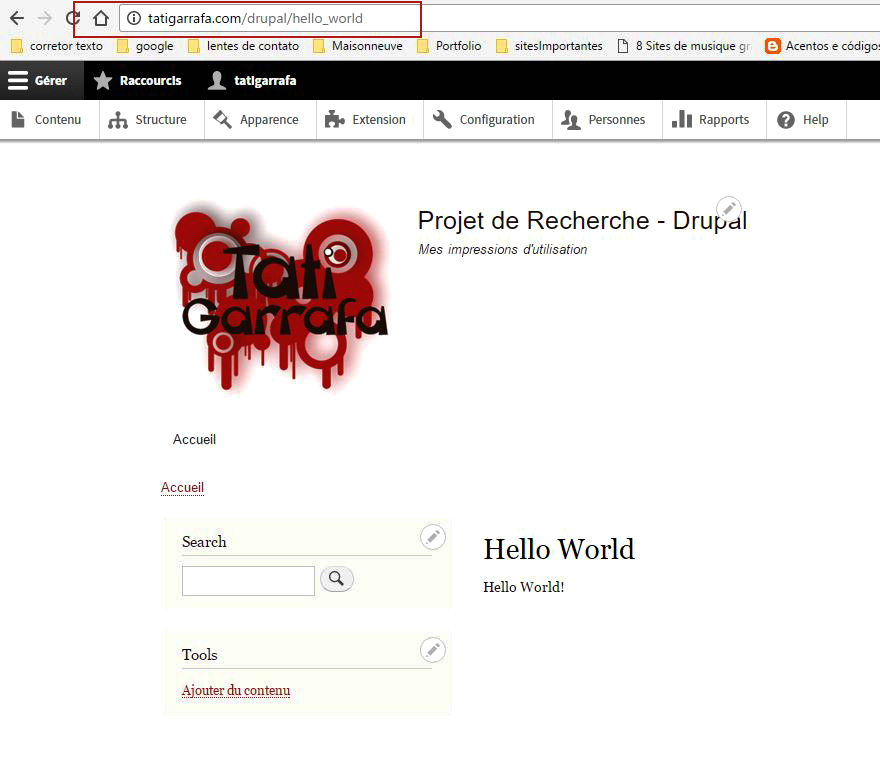 tatigarrafa.com/drupal/hello_world
corretor texto google lentes de contato Maisonneuve Portfolio sitesImportantes 8 Sites de musique gr Acentos e códigos
Gérer Raccourcis tatigarrafa
Contenu Structure Apparence Extension Configuration Personnes Rapports Help
Tati
Garrafa
Projet de Recherche - Drupal
Mes impressions d'utilisation
Accueil
Accueil
Search
Hello World
Hello World!
Tools
Ajouter du contenu